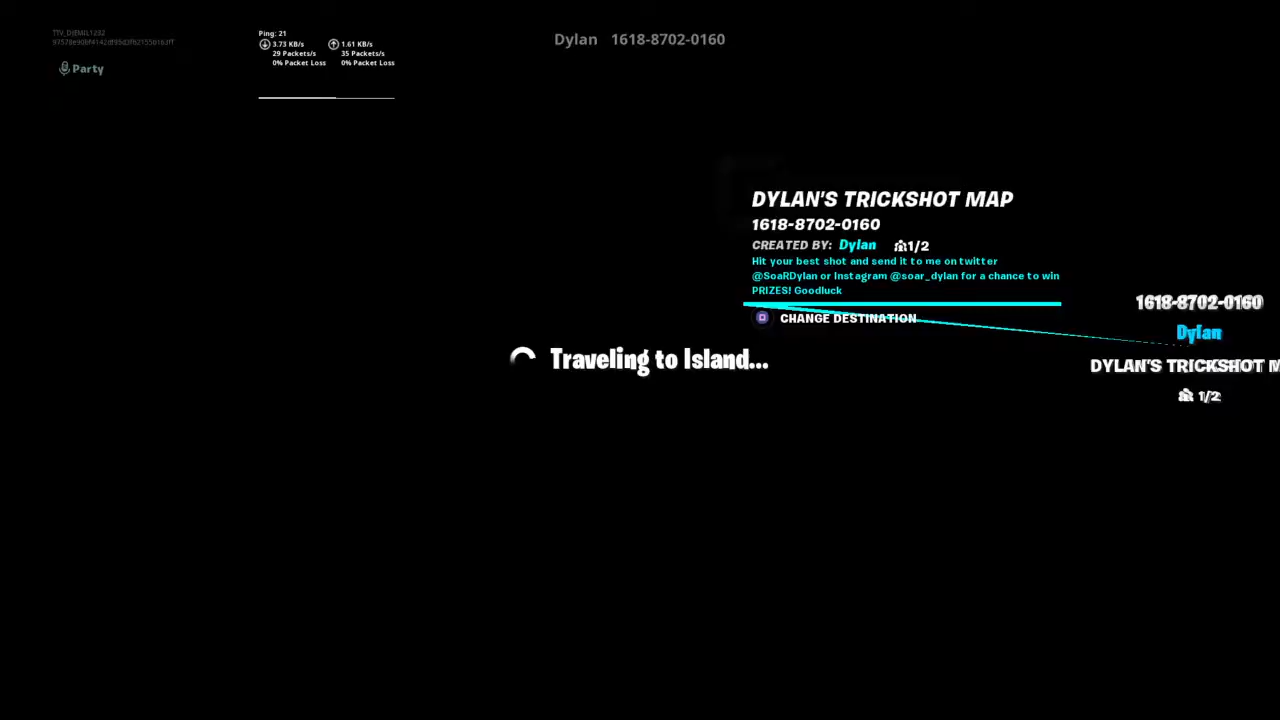 TTV_DJEMIL1232
Party
Ping: 21
3.73 KB/s 1.61 KB/s
29 Packets/s 35 Packets/s
0% Packet Loss 0% Packet Loss
Dylan 1618-8702-0160
DYLAN'S TRICKSHOT MAP
1618-8702-0160
CREATED BY: Dylan 1/2
Hit your best shot and send it to me on twitter
@SoaRDylan or Instagram @soar_dylan for a chance to win
PRIZES! Goodluck
CHANGE DESTINATION
Traveling to Island...
1618-8702-0160
Dylan
DYLAN'S TRICKSHOT M
1/2